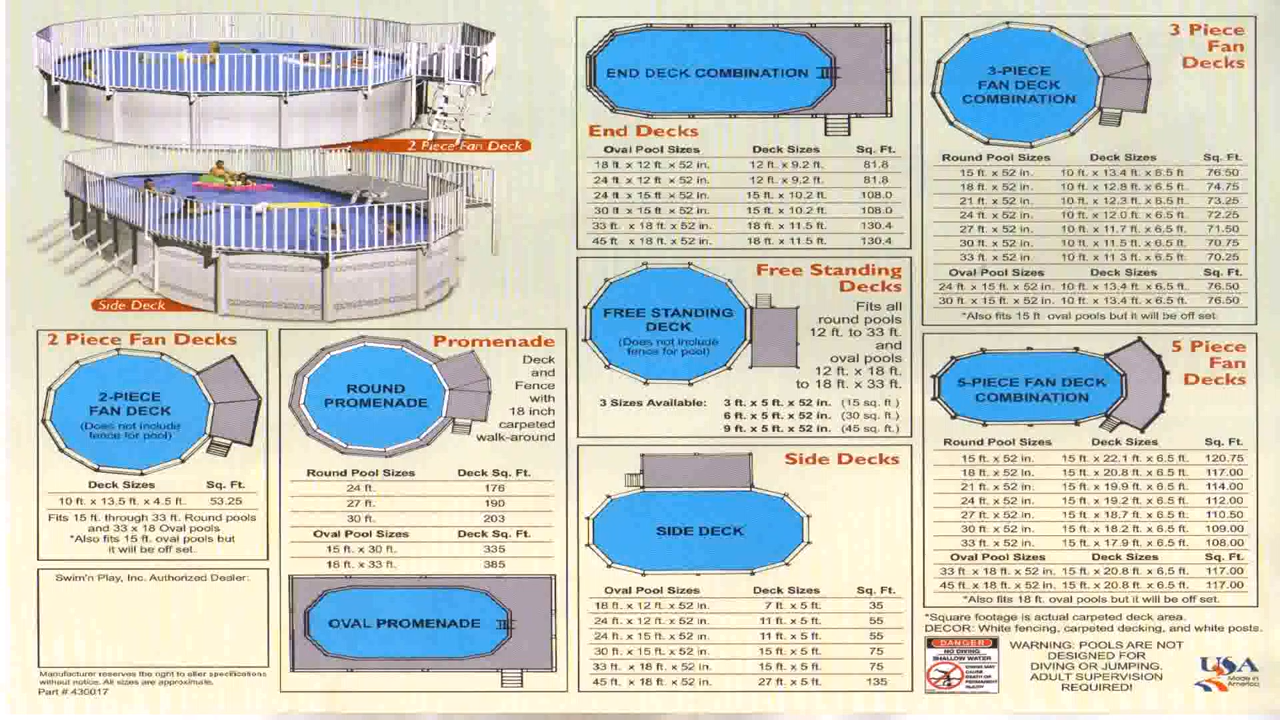 2 Piece Fan Deck
Side Deck
2 Piece Fan Decks
2-PIECE
FAN DECK
(Does not include
fence for pool)
Deck Sizes Sq. Ft.
10 ft. x 13.5 ft. x 4.5 ft. 53.25
Fits 15 ft. through 33 ft. Round pools
and 33 x 18 Oval pools
*Also fits 15 ft. oval pools but
it will be off set.
Swim'n Play, Inc. Authorized Dealer:
Manufacturer reserves the right to alter specifications
without notice. All sizes are approximate.
Part # 430017
Promenade
ROUND
PROMENADE
Deck
and
Fence
with
18 inch
carpeted
walk-around
Round Pool Sizes Deck Sq. Ft.
24 ft. 176
27 ft. 190
30 ft. 203
Oval Pool Sizes Deck Sq. Ft.
15 ft. x 30 ft. 335
18 ft. x 33 ft. 385
OVAL PROMENADE
END DECK COMBINATION
End Decks
Oval Pool Sizes Deck Sizes Sq. Ft.
18 ft. x 12 ft. x 52 in. 12 ft. x 9.2 ft. 81.8
24 ft. x 12 ft. x 52 in. 12 ft. x 9.2 ft. 81.8
24 ft. x 15 ft. x 52 in. 15 ft. x 10.2 ft. 108.0
30 ft. x 15 ft. x 52 in. 15 ft. x 10.2 ft. 108.0
33 ft. x 18 ft. x 52 in. 18 ft. x 11.5 ft. 130.4
45 ft. x 18 ft. x 52 in. 18 ft. x 11.5 ft. 130.4
Free Standing
Decks
FREE STANDING
DECK
(Does not include
fence for pool)
Fits all
round pools
12 ft. to 33 ft.
and
oval pools
12 ft. x 18 ft.
to 18 ft. x 33 ft.
3 Sizes Available: 3 ft. x 5 ft. x 52 in. (15 sq. ft.)
6 ft. x 5 ft. x 52 in. (30 sq. ft.)
9 ft. x 5 ft. x 52 in. (45 sq. ft.)
Side Decks
SIDE DECK
Oval Pool Sizes Deck Sizes Sq. Ft.
18 ft. x 12 ft. x 52 in. 7 ft. x 5 ft. 35
24 ft. x 12 ft. x 52 in. 11 ft. x 5 ft. 55
24 ft. x 15 ft. x 52 in. 11 ft. x 5 ft. 55
30 ft. x 15 ft. x 52 in. 15 ft. x 5 ft. 75
33 ft. x 18 ft. x 52 in. 15 ft. x 5 ft. 75
45 ft. x 18 ft. x 52 in. 27 ft. x 5 ft. 135
3 Piece
Fan
Decks
3-PIECE
FAN DECK
COMBINATION
Round Pool Sizes Deck Sizes Sq. Ft.
15 ft. x 52 in. 10 ft. x 13.4 ft. x 6.5 ft 76.50
18 ft. x 52 in. 10 ft. x 12.8 ft. x 6.5 ft. 74.75
21 ft. x 52 in. 10 ft. x 12.3 ft. x 6.5 ft. 73.25
24 ft. x 52 in. 10 ft. x 12.0 ft. x 6.5 ft. 72.25
27 ft. x 52 in. 10 ft. x 11.7 ft. x 6.5 ft. 71.50
30 ft. x 52 in. 10 ft. x 11.5 ft. x 6.5 ft. 70.75
33 ft. x 52 in. 10 ft. x 11.3 ft. x 6.5 ft. 70.25
Oval Pool Sizes Deck Sizes Sq. Ft.
24 ft. x 15 ft. x 52 in. 10 ft. x 13.4 ft. x 6.5 ft. 76.50
30 ft. x 15 ft. x 52 in. 10 ft. x 13.4 ft. x 6.5 ft. 76.50
*Also fits 15 ft. oval pools but it will be off set.
5 Piece
Fan
Decks
5-PIECE FAN DECK
COMBINATION
Round Pool Sizes Deck Sizes Sq. Ft.
15 ft. x 52 in. 15 ft. x 22.1 ft. x 6.5 ft. 120.75
18 ft. x 52 in. 15 ft. x 20.8 ft. x 6.5 ft. 117.00
21 ft. x 52 in. 15 ft. x 19.9 ft. x 6.5 ft. 114.00
24 ft. x 52 in. 15 ft. x 19.2 ft. x 6.5 ft. 112.00
27 ft. x 52 in. 15 ft. x 18.7 ft. x 6.5 ft. 110.50
30 ft. x 52 in. 15 ft. x 18.2 ft. x 6.5 ft. 109.00
33 ft. x 52 in. 15 ft. x 17.9 ft. x 6.5 ft. 108.00
Oval Pool Sizes Deck Sizes Sq. Ft.
33 ft. x 18 ft. x 52 in. 15 ft. x 20.8 ft. x 6.5 ft. 117.00
45 ft. x 18 ft. x 52 in. 15 ft. x 20.8 ft. x 6.5 ft. 117.00
*Also fits 18 ft. oval pools but it will be off set.
*Square footage is actual carpeted deck area.
DECOR: White fencing, carpeted decking, and white posts.
DANGER
NO DIVING
SHALLOW WATER
DIVING MAY
CAUSE
DEATH OR
PERMANENT
INJURY
WARNING: POOLS ARE NOT
DESIGNED FOR
DIVING OR JUMPING.
ADULT SUPERVISION
REQUIRED!
USA
Made in
America